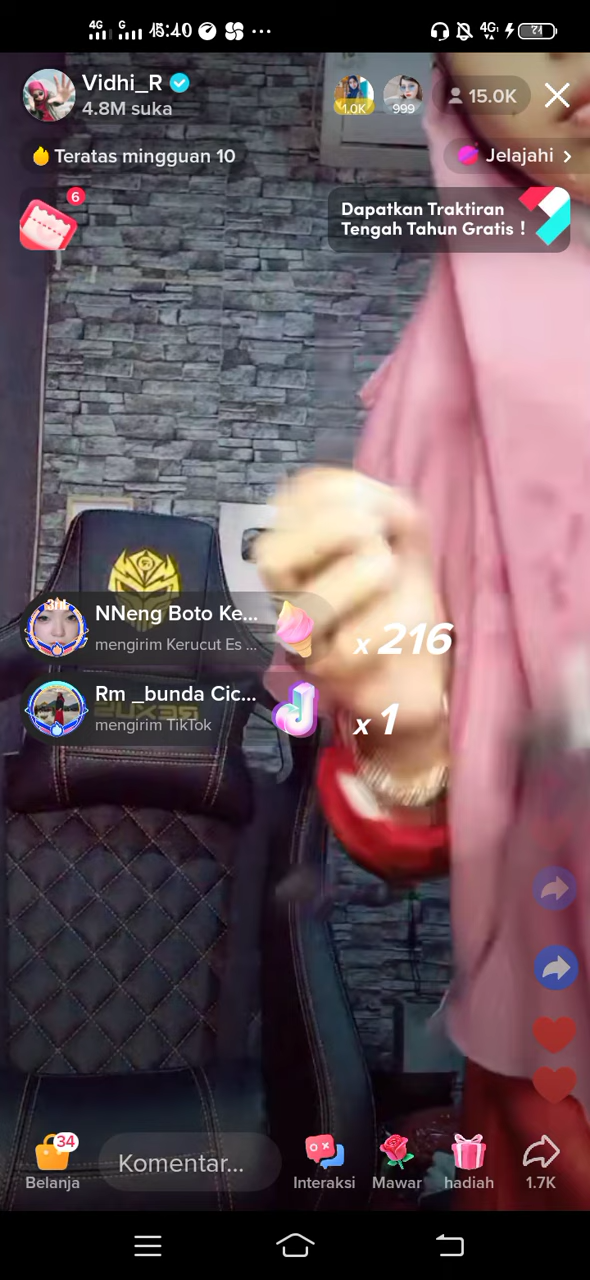 4G
G
15:40
4G
71
Vidhi_R
4.8M suka
1,0K
999
15.0K
Teratas mingguan 10
Jelajahi >
6
Dapatkan Traktiran
Tengah Tahun Gratis !
NNeng Boto Ke...
mengirim Kerucut Es ...
x 216
Rm _bunda Cic...
mengirim TikTok
x 1
34
Belanja
Komentar...
Interaksi
Mawar
hadiah
1.7K